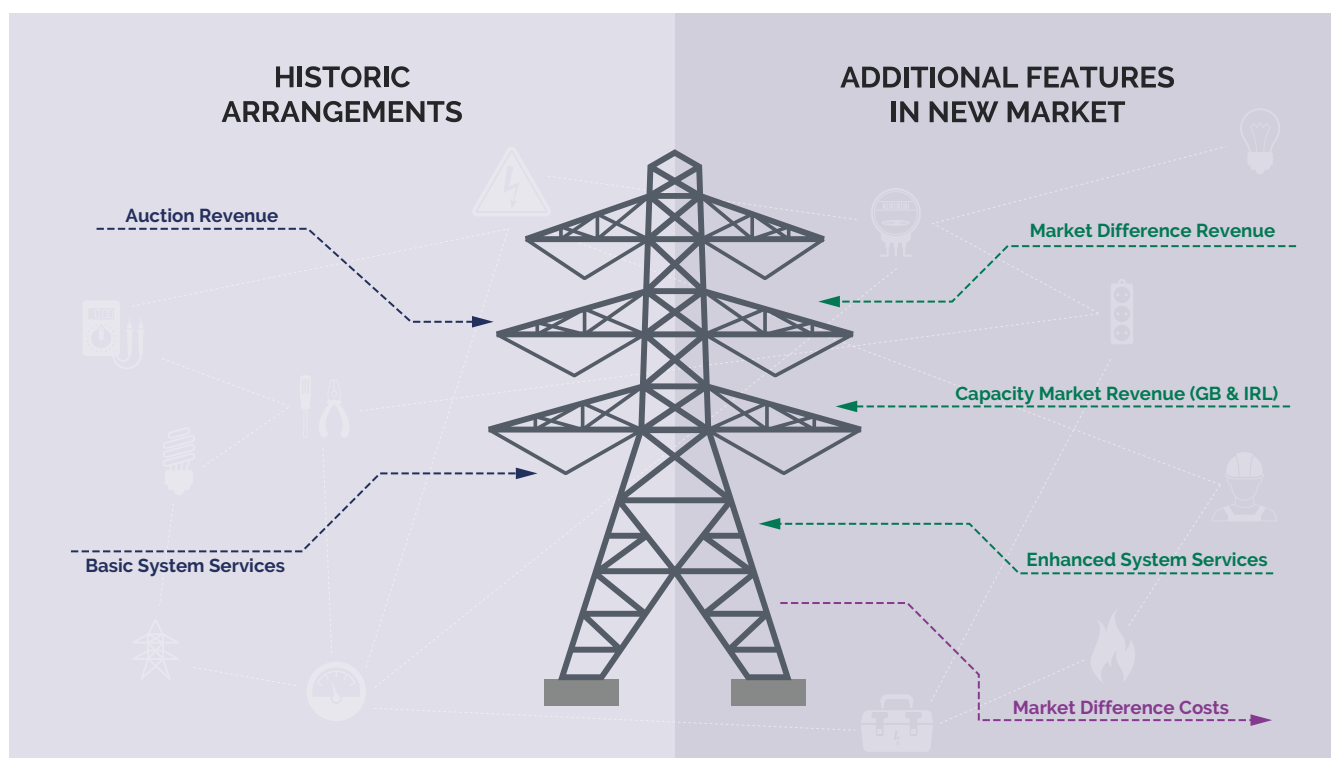 HISTORIC
ARRANGEMENTS
Auction Revenue
Basic System Services
ADDITIONAL FEATURES
IN NEW MARKET
Market Difference Revenue
Capacity Market Revenue (GB & IRL)
Enhanced System Services
Market Difference Costs